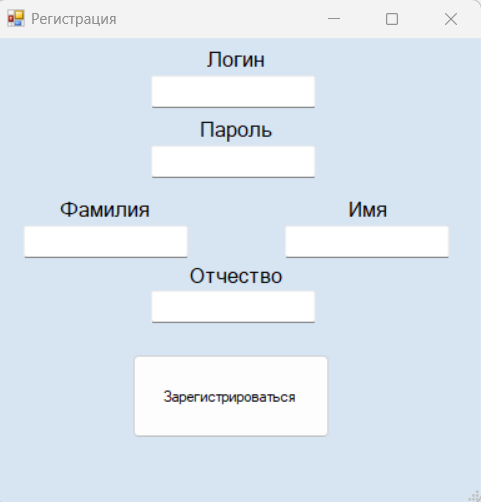 Регистрация
Логин
Пароль
Фамилия
Имя
Отчество
Зарегистрироваться